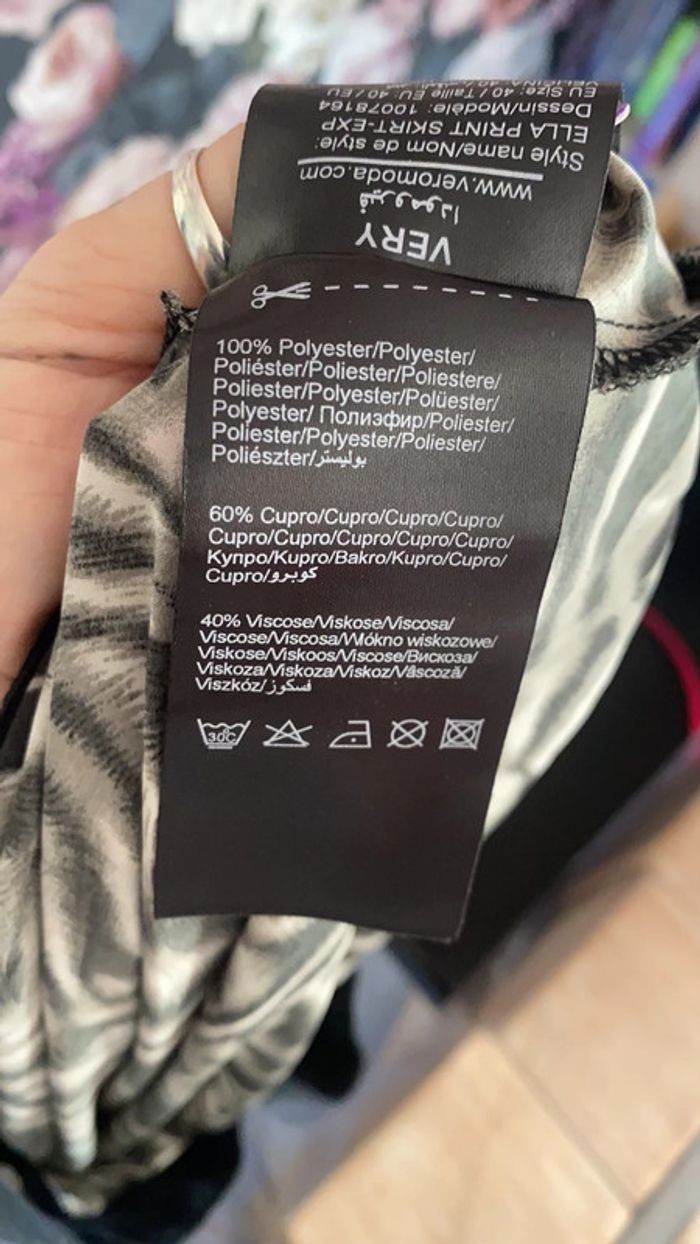 VERY
فيرومودا
www.veromoda.com
Style name/Nom de style:
ELLA PRINT SKIRT-EXP
Dessin/Modèle: 10078164
EU Size: 40 / Taille EU: 40 / EU
100% Polyester/Polyester/
Poliéster/Poliester/Poliestere/
Poliester/Polyester/Polüester/
Polyester/ Полиэфир/Poliester/
Poliester/Polyester/Poliester/
Poliészter/بوليستر
60% Cupro/Cupro/Cupro/Cupro/
Cupro/Cupro/Cupro/Cupro/Cupro/
Купро/Kupro/Bakro/Kupro/Cupro/
Cupro/كوبرو
40% Viscose/Viskose/Viscosa/
Viscose/Viscosa/Włókno wiskozowe/
Viskose/Viskoos/Viscose/Вискоза/
Viskoza/Viskoza/Viskoz/Vâscoză/
Viszkóz/فسكوز
30C